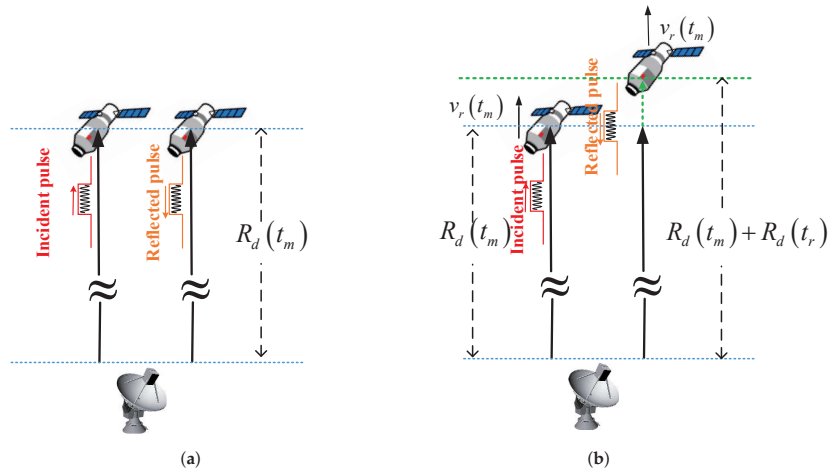 Incident pulse
Reflected pulse
R_d(t_m)
(a)
v_r(t_m)
v_r(t_m)
Incident pulse
Reflected pulse
R_d(t_m)
R_d(t_m)+R_d(t_r)
(b)